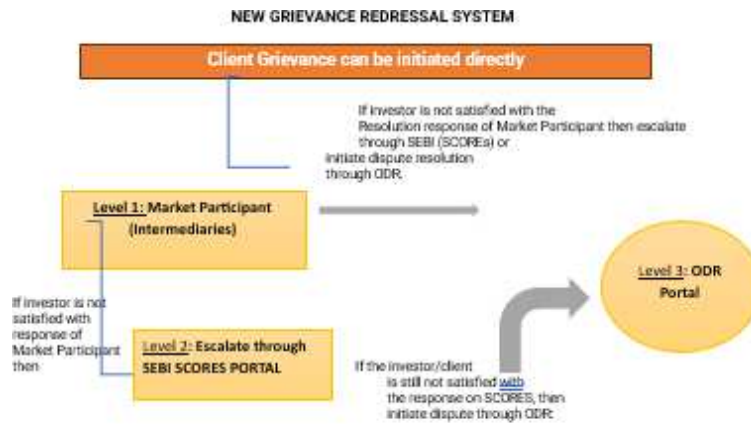 NEW GRIEVANCE REDRESSAL SYSTEM
Client Grievance can be initiated directly
If investor is not satisfied with the
Resolution response of Market Participant then escalate
through SEBI (SCOREs) or
initiate dispute resolution
through ODR.
Level 1: Market Participant
(Intermediaries)
Level 3: ODR
Portal
If investor is not
satisfied with
response of
Market Participant
then
Level 2: Escalate through
SEBI SCORES PORTAL
If the investor/client
is still not satisfied with
the response on SCORES, then
initiate dispute through ODR: